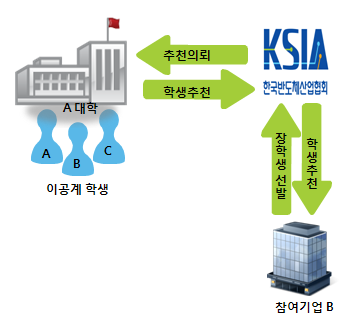 추천의뢰
KSIA
한국반도체산업협회
학생추천
A 대학
A
B
C
이공계 학생
장학생선발
학생추천
참여기업 B